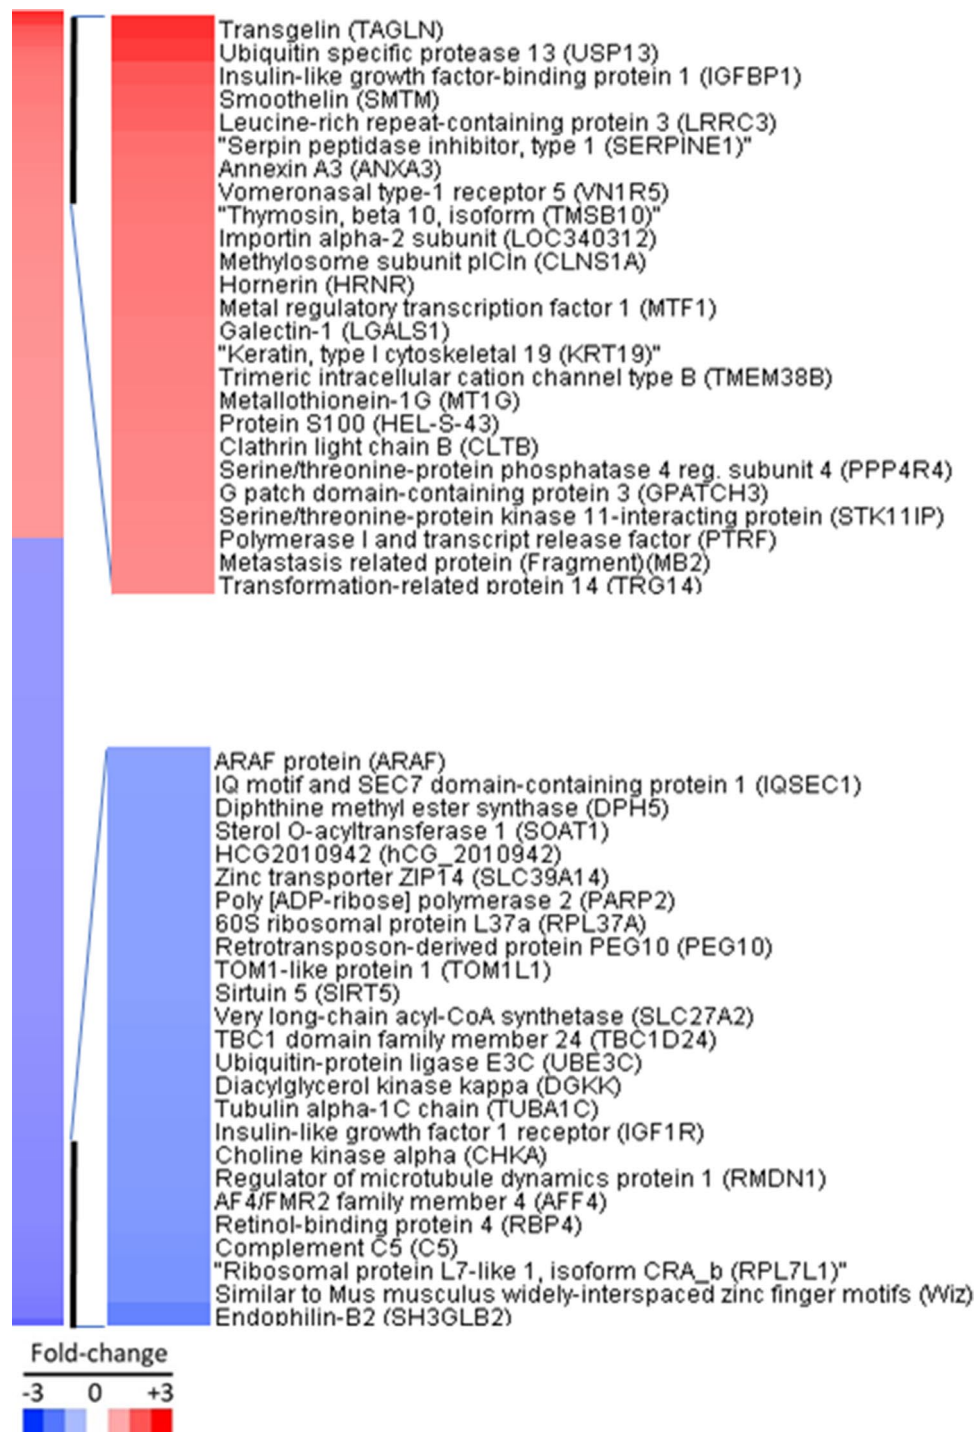 Transgelin (TAGLN)
Ubiquitin specific protease 13 (USP13)
Insulin-like growth factor-binding protein 1 (IGFBP1)
Smoothelin (SMTM)
Leucine-rich repeat-containing protein 3 (LRRC3)
"Serpin peptidase inhibitor, type 1 (SERPINE1)"
Annexin A3 (ANXA3)
Vomeronasal type-1 receptor 5 (VN1R5)
"Thymosin, beta 10, isoform (TMSB10)"
Importin alpha-2 subunit (LOC340312)
Methylosome subunit pICln (CLNS1A)
Hornerin (HRNR)
Metal regulatory transcription factor 1 (MTF1)
Galectin-1 (LGALS1)
"Keratin, type I cytoskeletal 19 (KRT19)"
Trimeric intracellular cation channel type B (TMEM38B)
Metallothionein-1G (MT1G)
Protein S100 (HEL-S-43)
Clathrin light chain B (CLTB)
Serine/threonine-protein phosphatase 4 reg. subunit 4 (PPP4R4)
G patch domain-containing protein 3 (GPATCH3)
Serine/threonine-protein kinase 11-interacting protein (STK11IP)
Polymerase I and transcript release factor (PTRF)
Metastasis related protein (Fragment)(MB2)
Transformation-related protein 14 (TRG14)
ARAF protein (ARAF)
IQ motif and SEC7 domain-containing protein 1 (IQSEC1)
Diphthine methyl ester synthase (DPH5)
Sterol O-acyltransferase 1 (SOAT1)
HCG2010942 (hCG_2010942)
Zinc transporter ZIP14 (SLC39A14)
Poly [ADP-ribose] polymerase 2 (PARP2)
60S ribosomal protein L37a (RPL37A)
Retrotransposon-derived protein PEG10 (PEG10)
TOM1-like protein 1 (TOM1L1)
Sirtuin 5 (SIRT5)
Very long-chain acyl-CoA synthetase (SLC27A2)
TBC1 domain family member 24 (TBC1D24)
Ubiquitin-protein ligase E3C (UBE3C)
Diacylglycerol kinase kappa (DGKK)
Tubulin alpha-1C chain (TUBA1C)
Insulin-like growth factor 1 receptor (IGF1R)
Choline kinase alpha (CHKA)
Regulator of microtubule dynamics protein 1 (RMDN1)
AF4/FMR2 family member 4 (AFF4)
Retinol-binding protein 4 (RBP4)
Complement C5 (C5)
"Ribosomal protein L7-like 1, isoform CRA_b (RPL7L1)"
Similar to Mus musculus widely-interspaced zinc finger motifs (Wiz)
Endophilin-B2 (SH3GLB2)
Fold-change
-3 0 +3